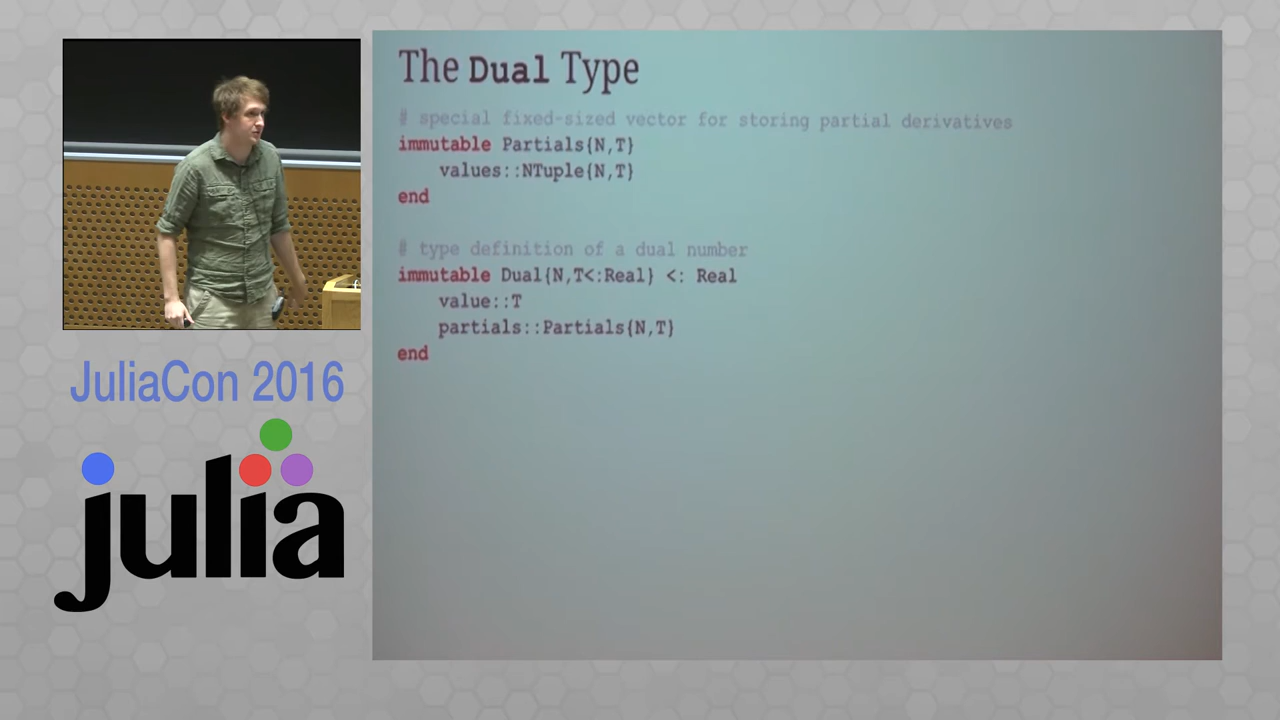 The Dual Type
# special fixed-sized vector for storing partial derivatives
immutable Partials{N,T}
values::NTuple{N,T}
end
# type definition of a dual number
immutable Dual{N,T<:Real} <: Real
value::T
partials::Partials{N,T}
end
JuliaCon 2016
julia